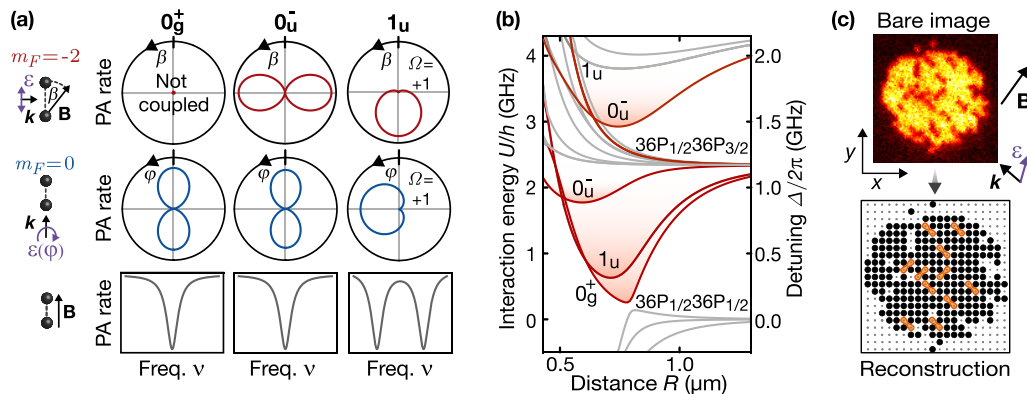 (a)
0g+ 0u- 1u
mF=-2
ε
β
k
B
PA rate
β
Not
coupled
β
β
Ω=
+1
mF=0
k
ε(φ)
PA rate
φ
φ
Ω=
+1
B
PA rate
Freq. ν Freq. ν Freq. ν
(b)
Interaction energy U/h (GHz)
4
3
2
1
0
1u
0u-
36P1/236P3/2
0u-
1u
0g+
36P1/236P1/2
2.0
1.5
1.0
0.5
0.0
Detuning Δ/2π (GHz)
0.5 1.0
Distance R (μm)
(c)
Bare image
B
y
x
ε
k
Reconstruction